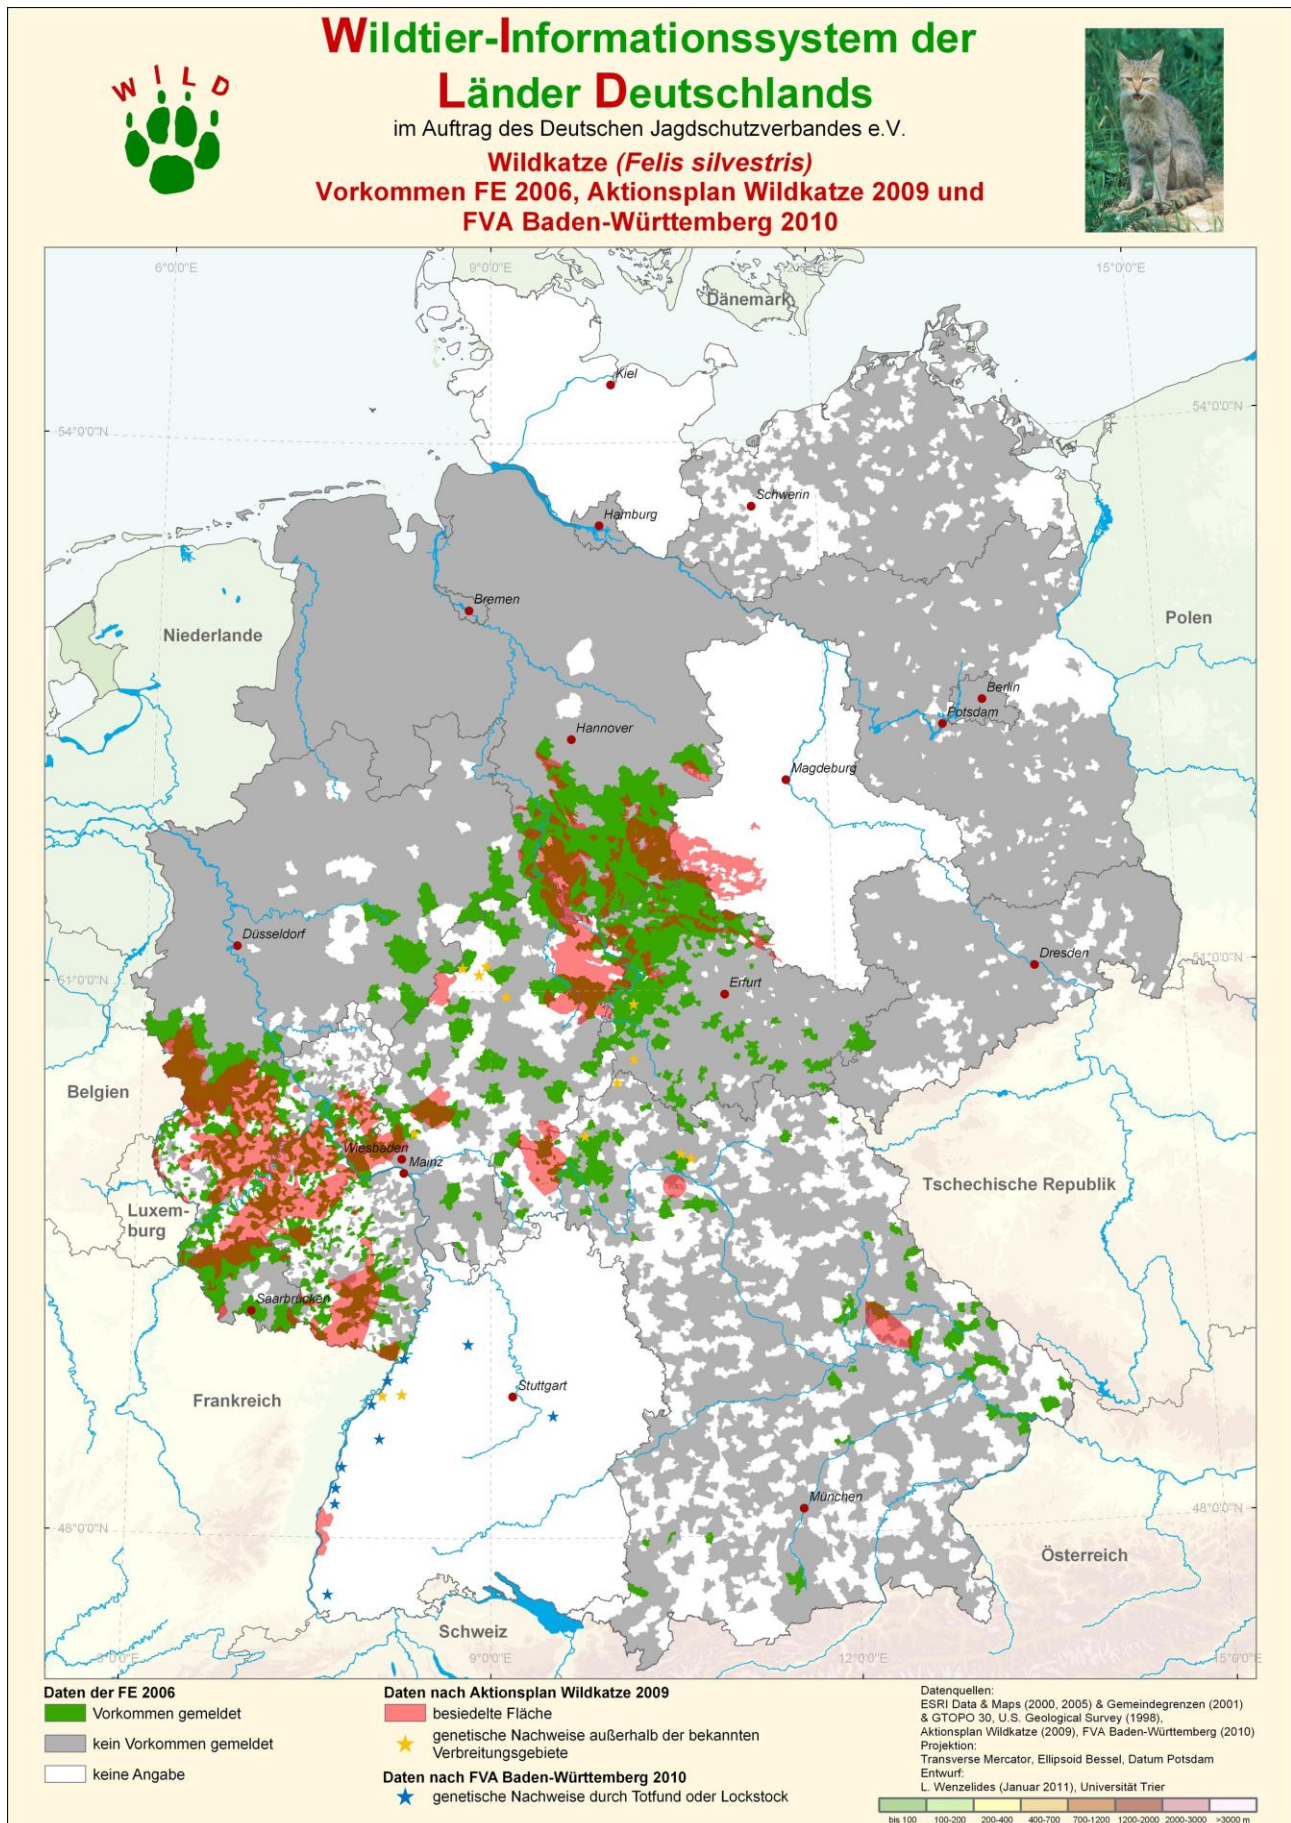 Wildtier-Informationssystem der
Länder Deutschlands
W I L D
im Auftrag des Deutschen Jagdschutzverbandes e.V.
Wildkatze (Felis silvestris)
Vorkommen FE 2006, Aktionsplan Wildkatze 2009 und
FVA Baden-Württemberg 2010
6°0'0"E
9°0'0"E
12°0'0"E
15°0'0"E
Dänemark
Kiel
54°0'0"N
54°0'0"N
Schwerin
Hamburg
Bremen
Niederlande
Polen
Berlin
Potsdam
Hannover
Magdeburg
Düsseldorf
Dresden
51°0'0"N
51°0'0"N
Erfurt
Belgien
Wiesbaden
Mainz
Tschechische Republik
Luxem-
burg
Saarbrücken
Frankreich
Stuttgart
München
48°0'0"N
48°0'0"N
Österreich
Schweiz
9°0'0"E
12°0'0"E
15°0'0"E
Daten der FE 2006
Vorkommen gemeldet
kein Vorkommen gemeldet
keine Angabe
Daten nach Aktionsplan Wildkatze 2009
besiedelte Fläche
genetische Nachweise außerhalb der bekannten
Verbreitungsgebiete
Daten nach FVA Baden-Württemberg 2010
genetische Nachweise durch Totfund oder Lockstock
Datenquellen:
ESRI Data & Maps (2000, 2005) & Gemeindegrenzen (2001)
& GTOPO 30, U.S. Geological Survey (1998),
Aktionsplan Wildkatze (2009), FVA Baden-Württemberg (2010)
Projektion:
Transverse Mercator, Ellipsoid Bessel, Datum Potsdam
Entwurf:
L. Wenzelides (Januar 2011), Universität Trier
bis 100 100-200 200-400 400-700 700-1200 1200-2000 2000-3000 >3000 m